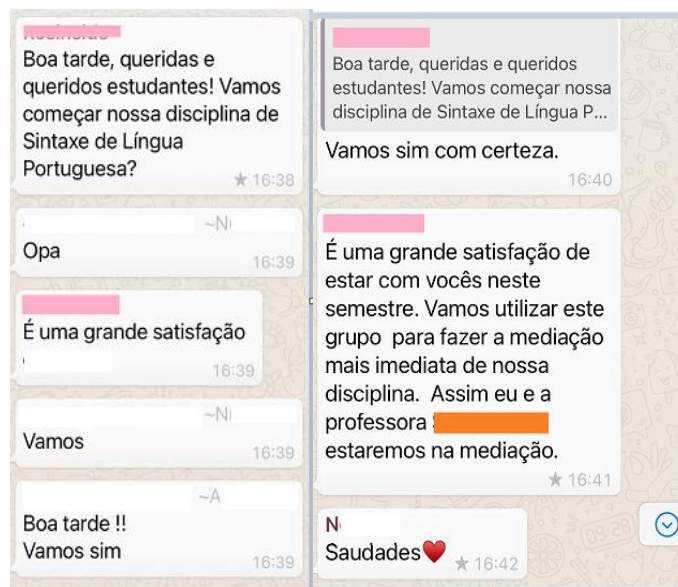 Boa tarde, queridas e
queridos estudantes! Vamos
começar nossa disciplina de
Sintaxe de Língua
Portuguesa?
★ 16:38
~N
Opa
16:39
É uma grande satisfação
16:39
~N
Vamos
16:39
~A
Boa tarde !!
Vamos sim
16:39
Boa tarde, queridas e queridos
estudantes! Vamos começar nossa
disciplina de Sintaxe de Língua P...
Vamos sim com certeza.
16:40
É uma grande satisfação de
estar com vocês neste
semestre. Vamos utilizar este
grupo para fazer a mediação
mais imediata de nossa
disciplina. Assim eu e a
professora
estaremos na mediação.
★ 16:41
N
Saudades❤️
★ 16:42